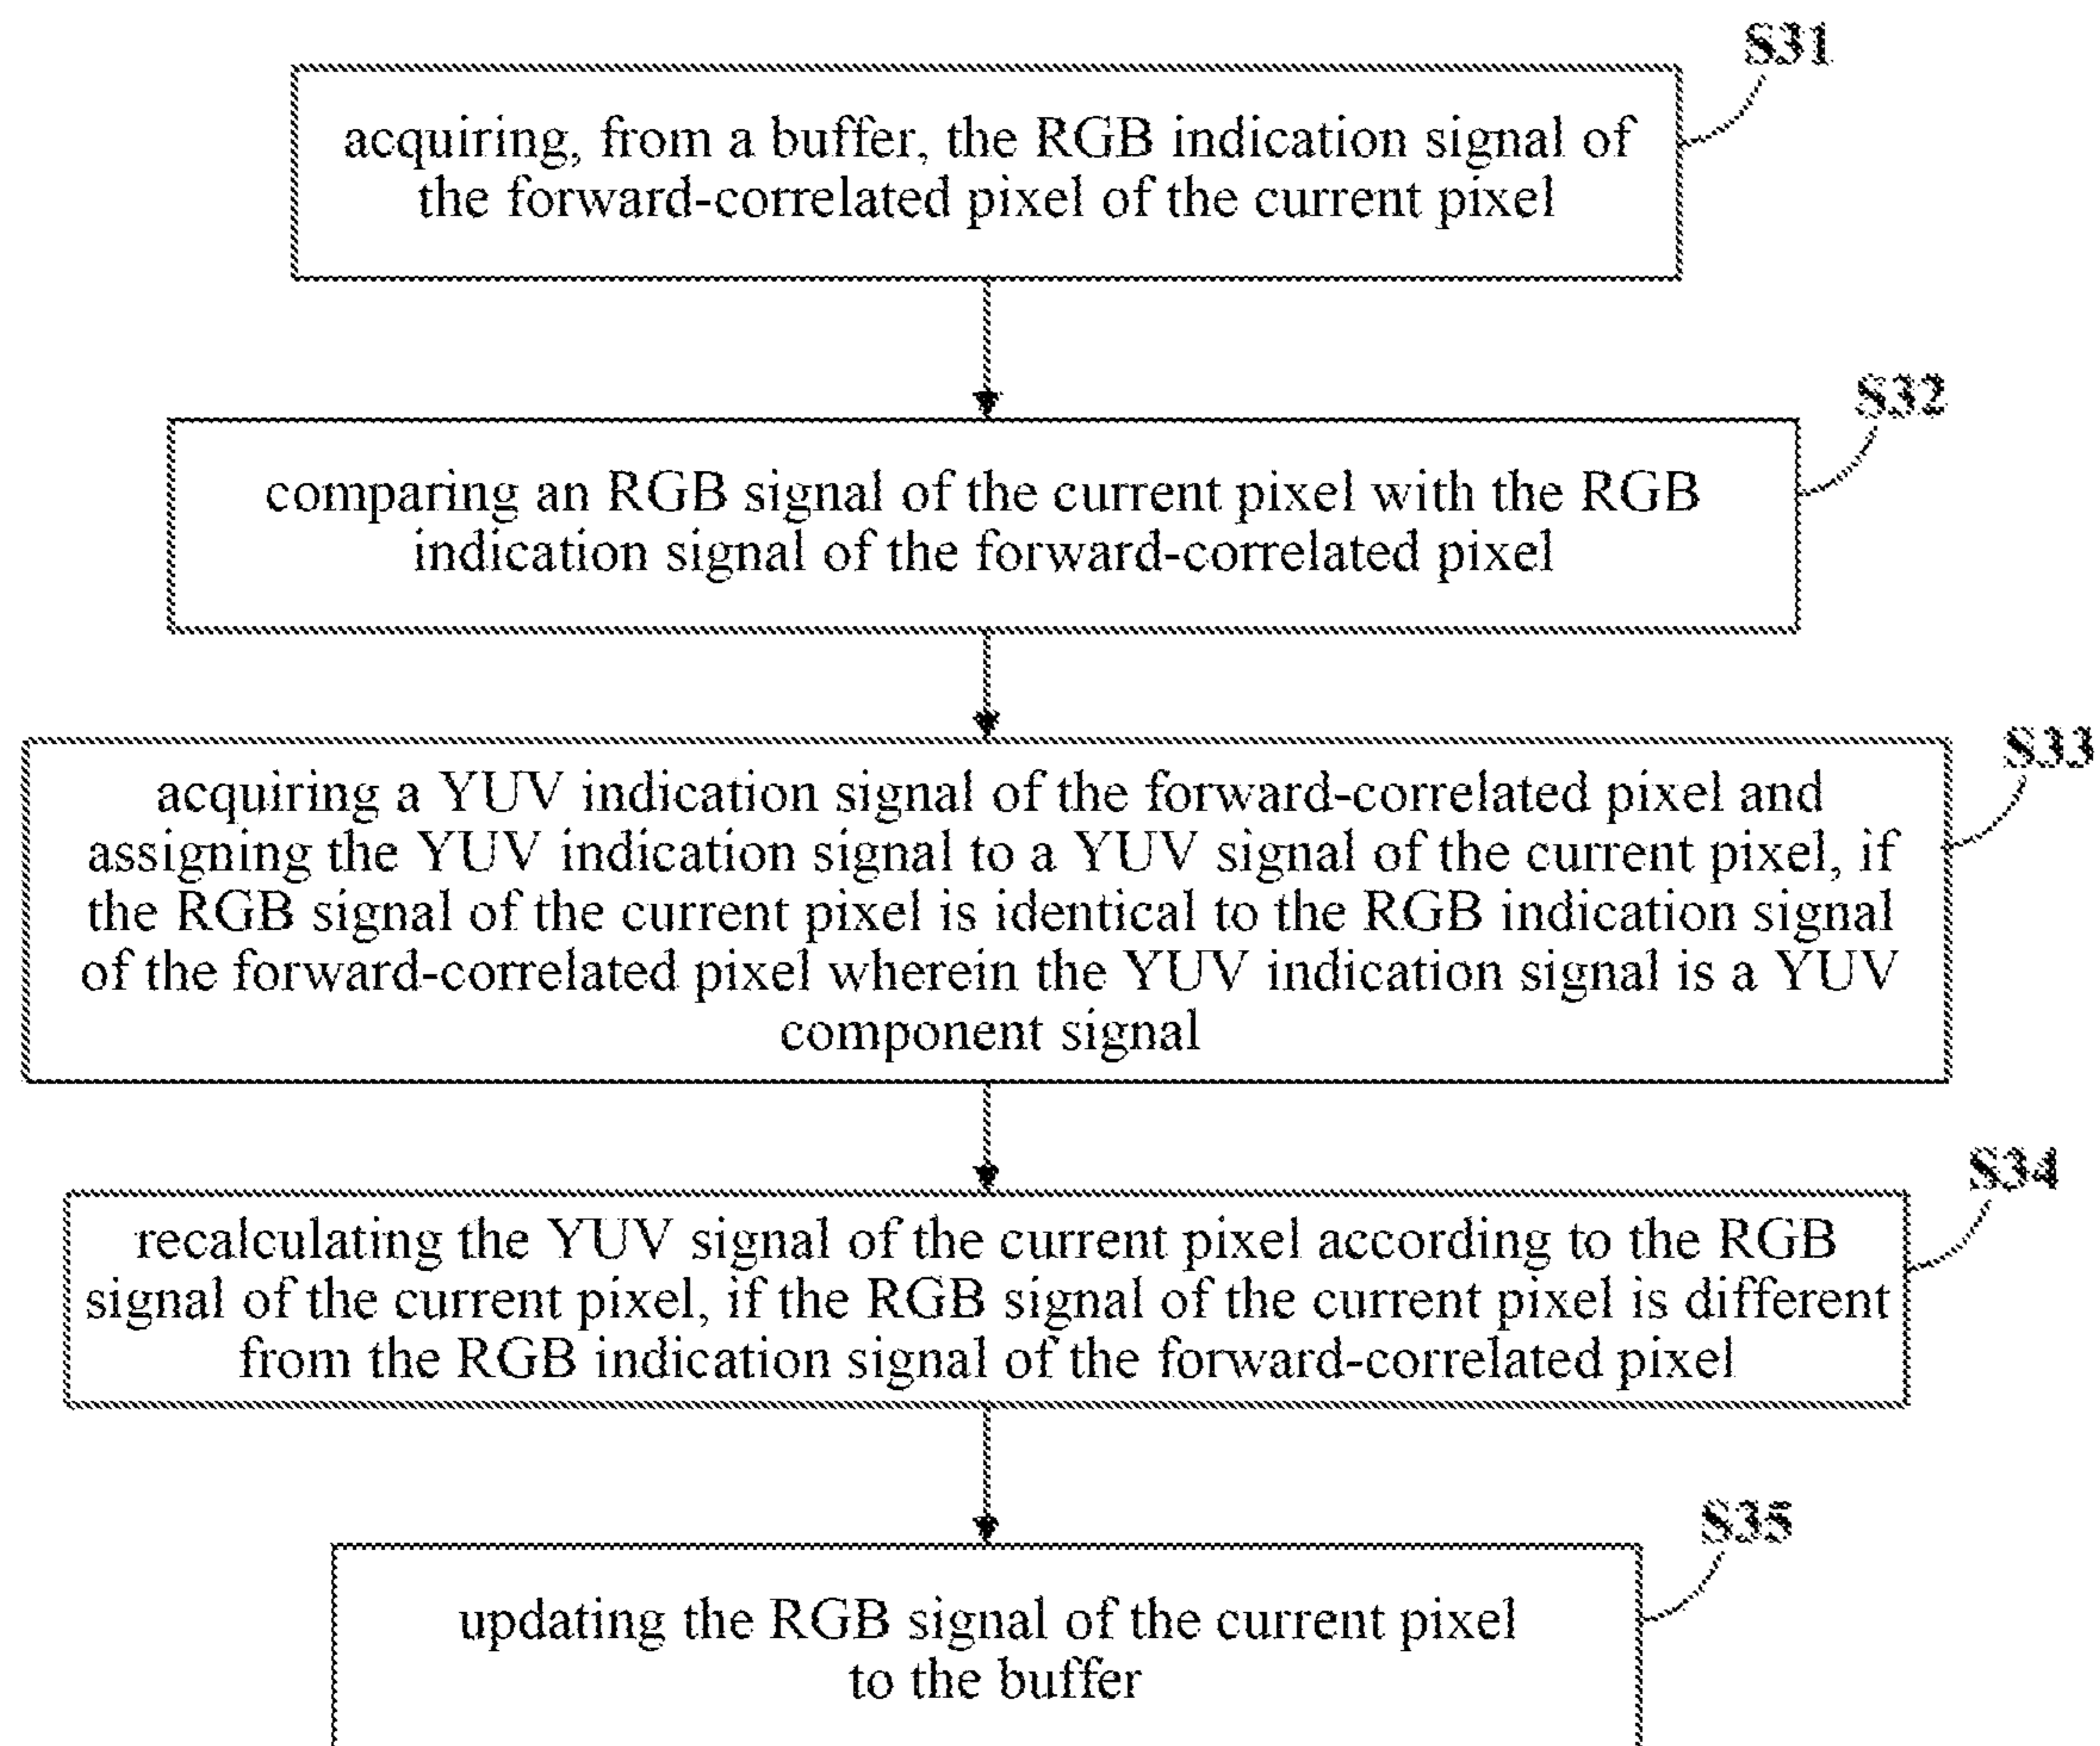 S31
acquiring, from a buffer, the RGB indication signal of
the forward-correlated pixel of the current pixel
S32
comparing an RGB signal of the current pixel with the RGB
indication signal of the forward-correlated pixel
S33
acquiring a YUV indication signal of the forward-correlated pixel and
assigning the YUV indication signal to a YUV signal of the current pixel, if
the RGB signal of the current pixel is identical to the RGB indication signal
of the forward-correlated pixel wherein the YUV indication signal is a YUV
component signal
S34
recalculating the YUV signal of the current pixel according to the RGB
signal of the current pixel, if the RGB signal of the current pixel is different
from the RGB indication signal of the forward-correlated pixel
S35
updating the RGB signal of the current pixel
to the buffer